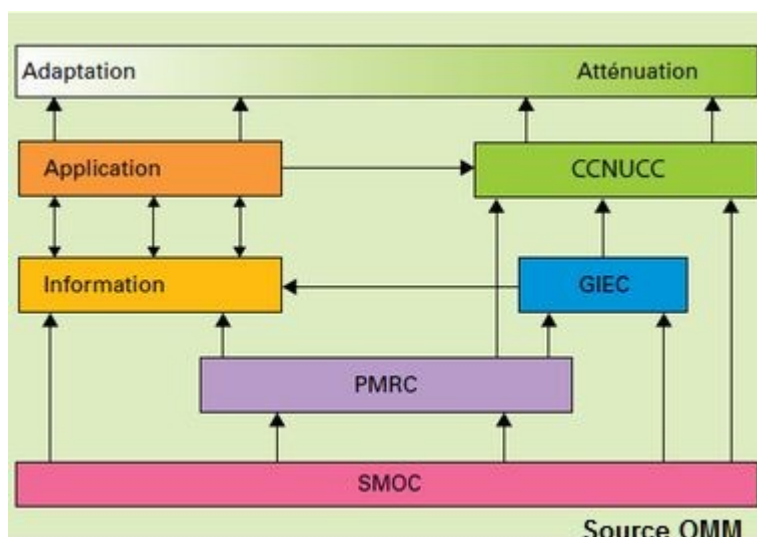 Adaptation Atténuation
Application CCNUCC
Information GIEC
PMRC
SMOC
Source OMM